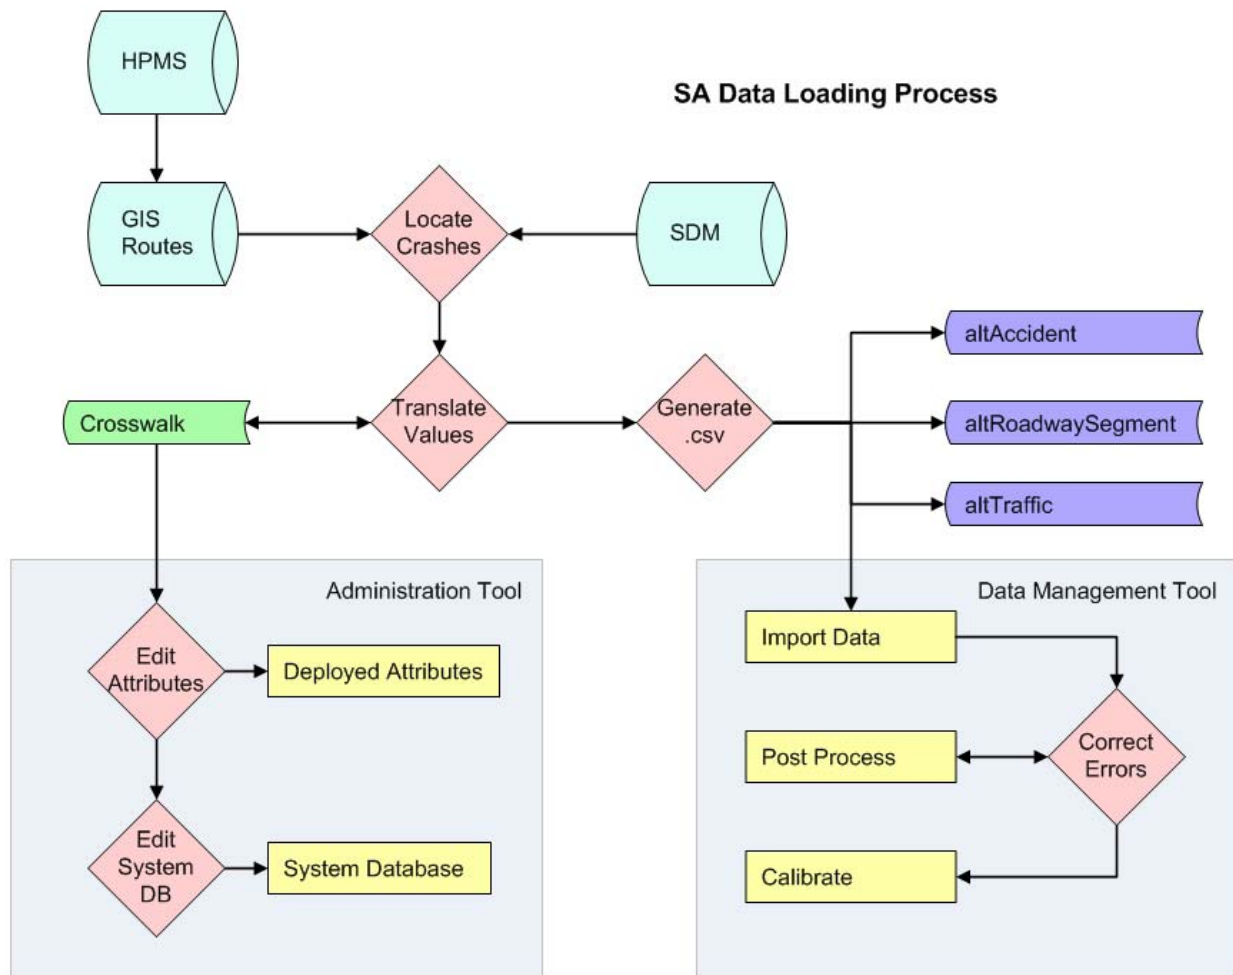 HPMS
SA Data Loading Process
GIS
Routes
Locate
Crashes
SDM
altAccident
Crosswalk
Translate
Values
Generate
.csv
altRoadwaySegment
altTraffic
Administration Tool
Edit
Attributes
Deployed Attributes
Edit
System
DB
System Database
Data Management Tool
Import Data
Post Process
Correct
Errors
Calibrate